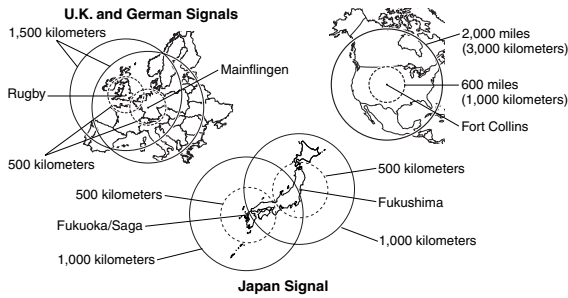 U.K. and German Signals
1,500 kilometers
Mainflingen
Rugby
500 kilometers
2,000 miles
(3,000 kilometers)
600 miles
(1,000 kilometers)
Fort Collins
500 kilometers
500 kilometers
Fukushima
Fukuoka/Saga
1,000 kilometers
1,000 kilometers
Japan Signal